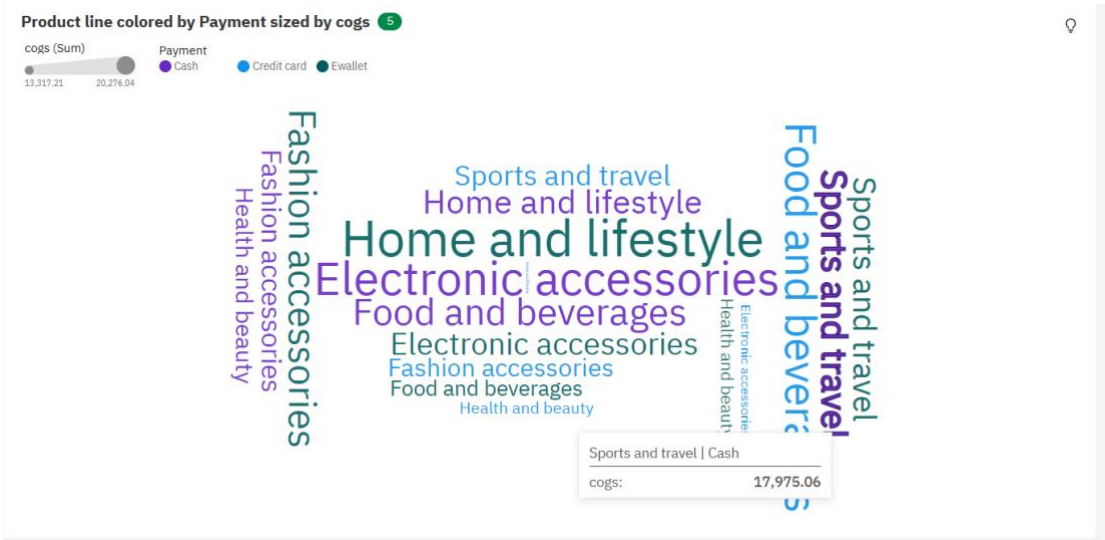 Product line colored by Payment sized by cogs 5
cogs (Sum)
13,317.21 20,276.04
Payment
Cash Credit card Ewallet
Fashion accessories
Fashion accessories
Health and beauty
Sports and travel
Home and lifestyle
Home and lifestyle
Electronic accessories
Food and beverages
Electronic accessories
Fashion accessories
Food and beverages
Health and beauty
Health and beauty
Electronic accessories
Food and bevera s
Sports and travel
Sports and travel
Sports and travel | Cash
cogs: 17,975.06